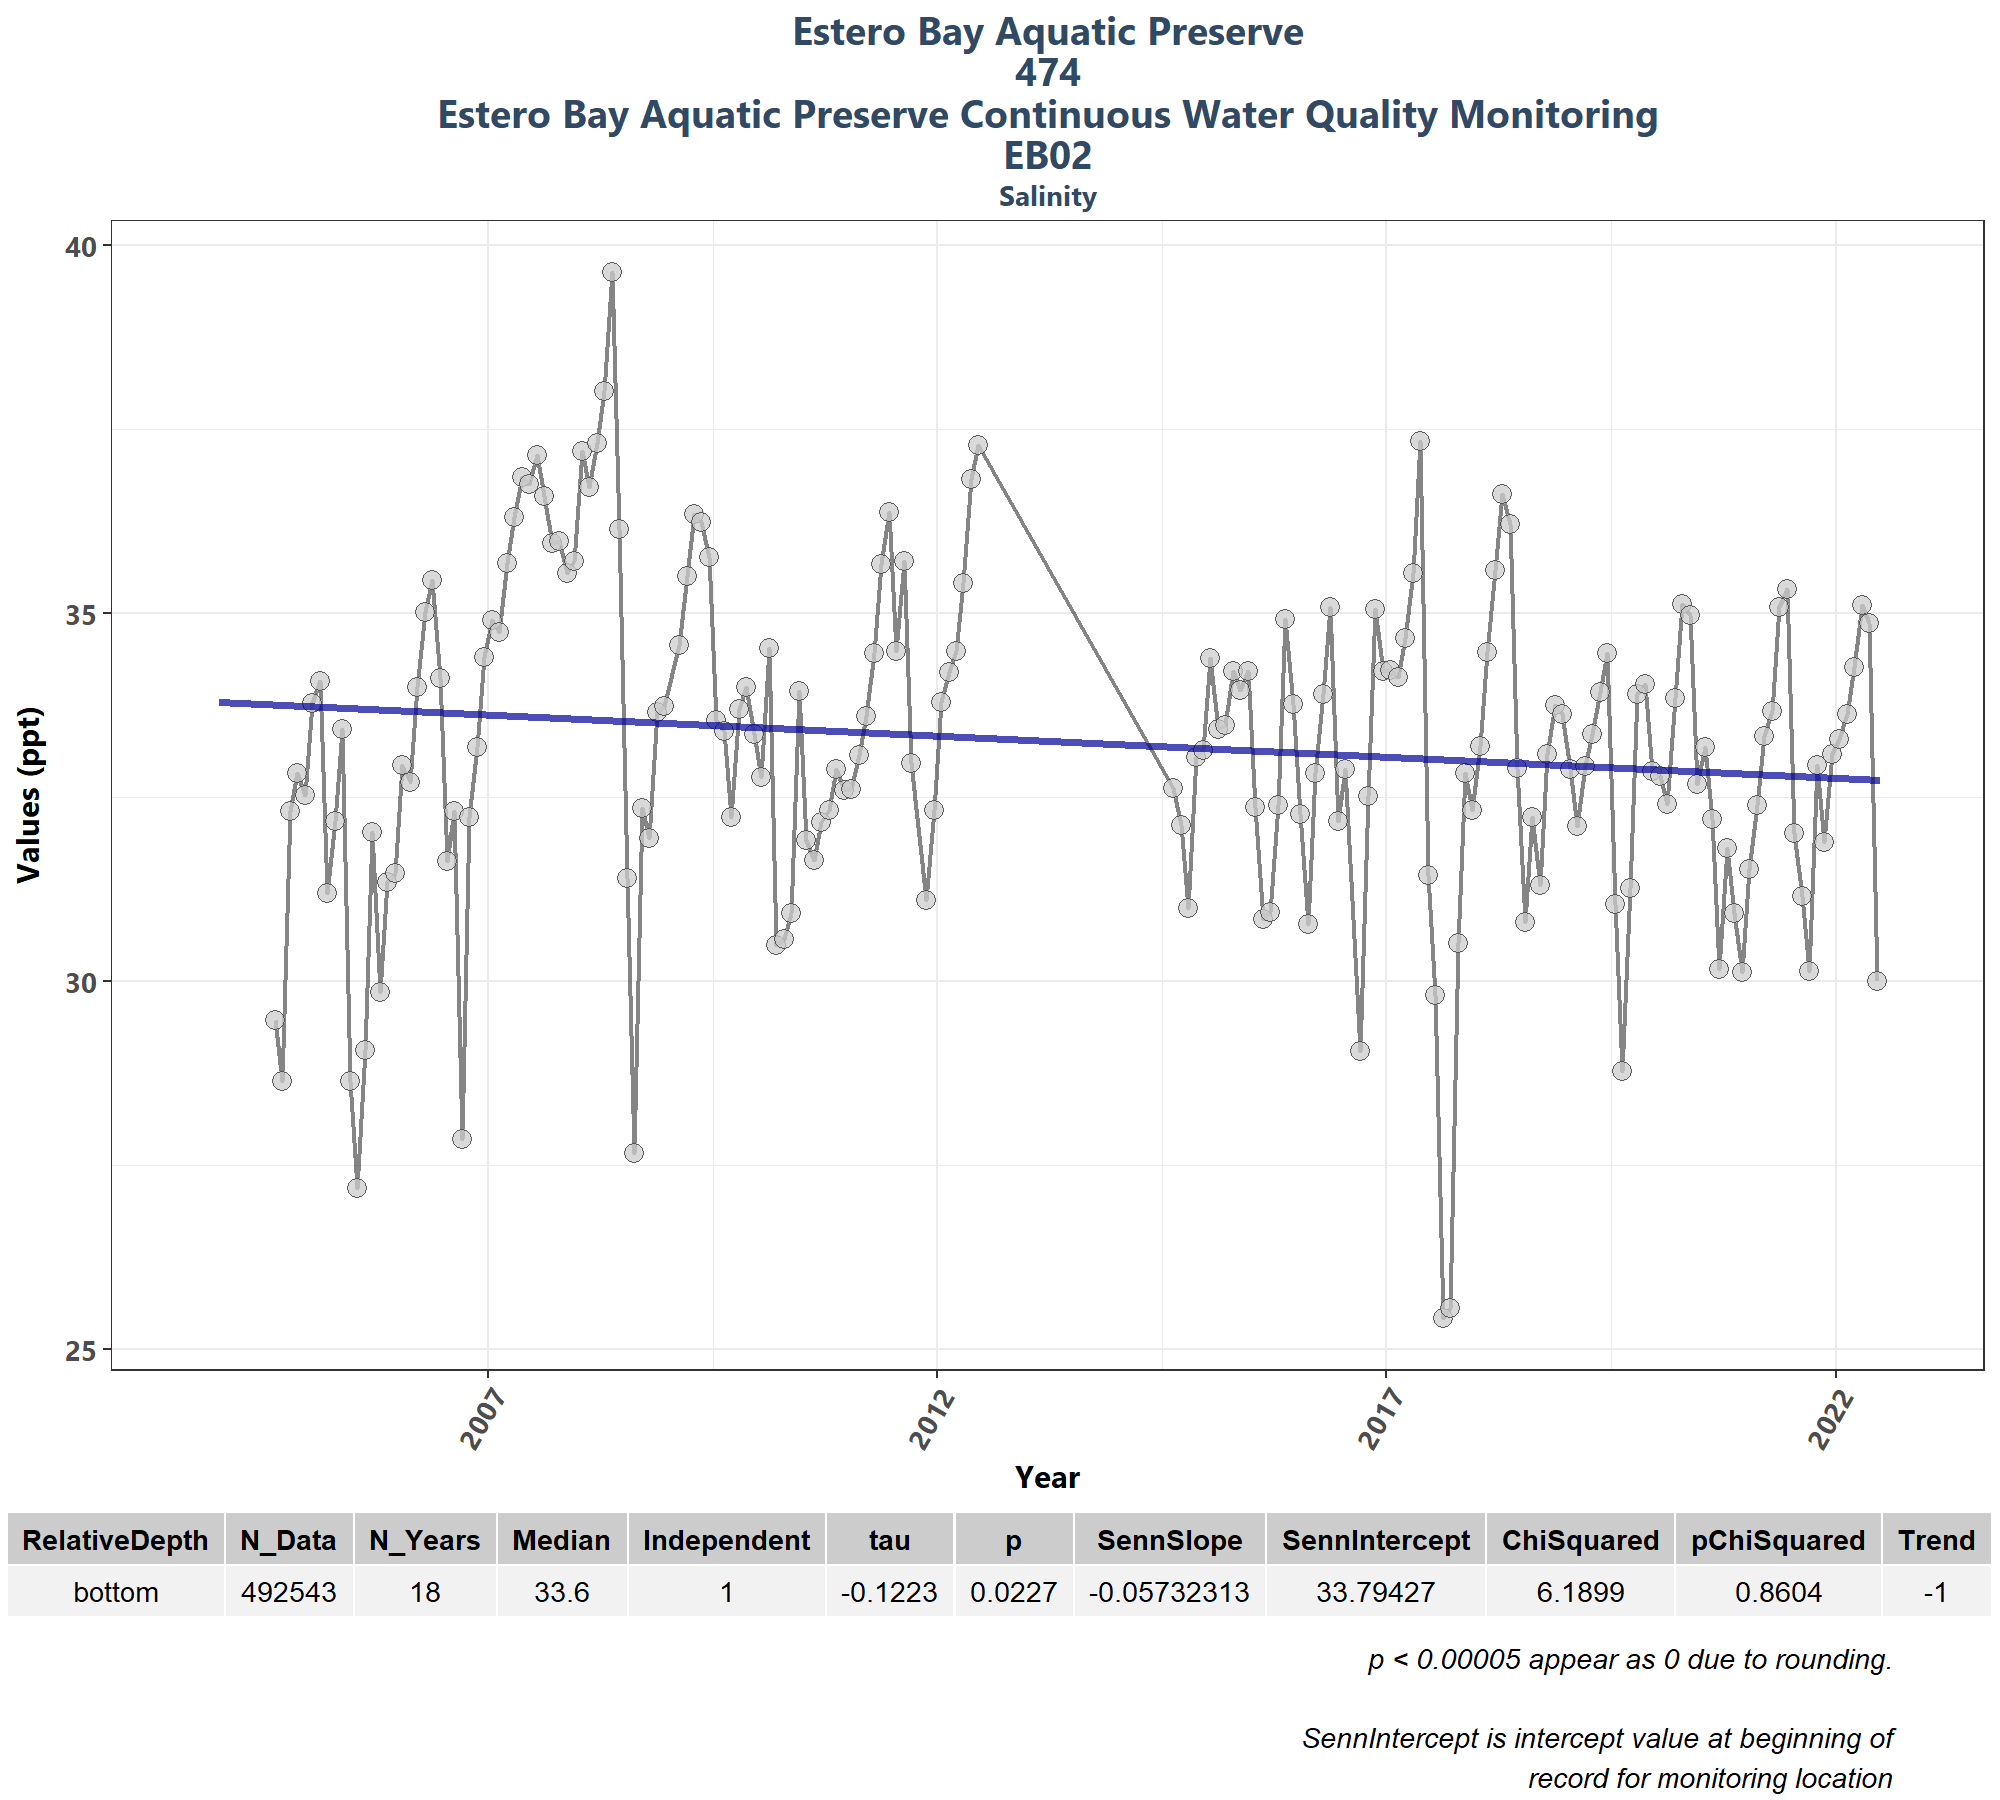 Estero Bay Aquatic Preserve
474
Estero Bay Aquatic Preserve Continuous Water Quality Monitoring
EB02
Salinity
40
35
30
25
Values (ppt)
2007 2012 2017 2022
Year
RelativeDepth N_Data N_Years Median Independent tau p SennSlope SennIntercept ChiSquared pChiSquared Trend
bottom 492543 18 33.6 1 -0.1223 0.0227 -0.05732313 33.79427 6.1899 0.8604 -1
p < 0.00005 appear as 0 due to rounding.
SennIntercept is intercept value at beginning of
record for monitoring location